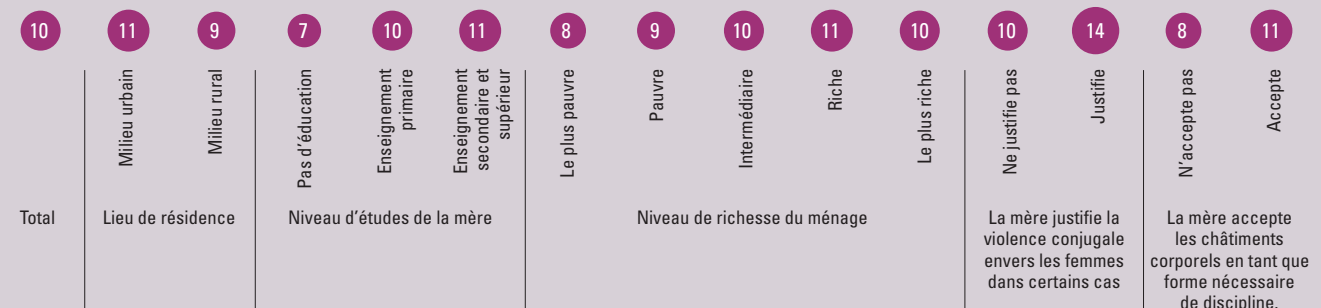 10 11 9 7 10 11 8 9 10 11 10 10 14 8 11
Milieu urbain
Milieu rural
Pas d'éducation
Enseignement
primaire
Enseignement
secondaire et
supérieur
Le plus pauvre
Pauvre
Intermédiaire
Riche
Le plus riche
Ne justifie pas
Justifie
N'accepte pas
Accepte
Total
Lieu de résidence
Niveau d'études de la mère
Niveau de richesse du ménage
La mère justifie la
violence conjugale
envers les femmes
dans certains cas
La mère accepte
les châtiments
corporels en tant que
forme nécessaire
de discipline.